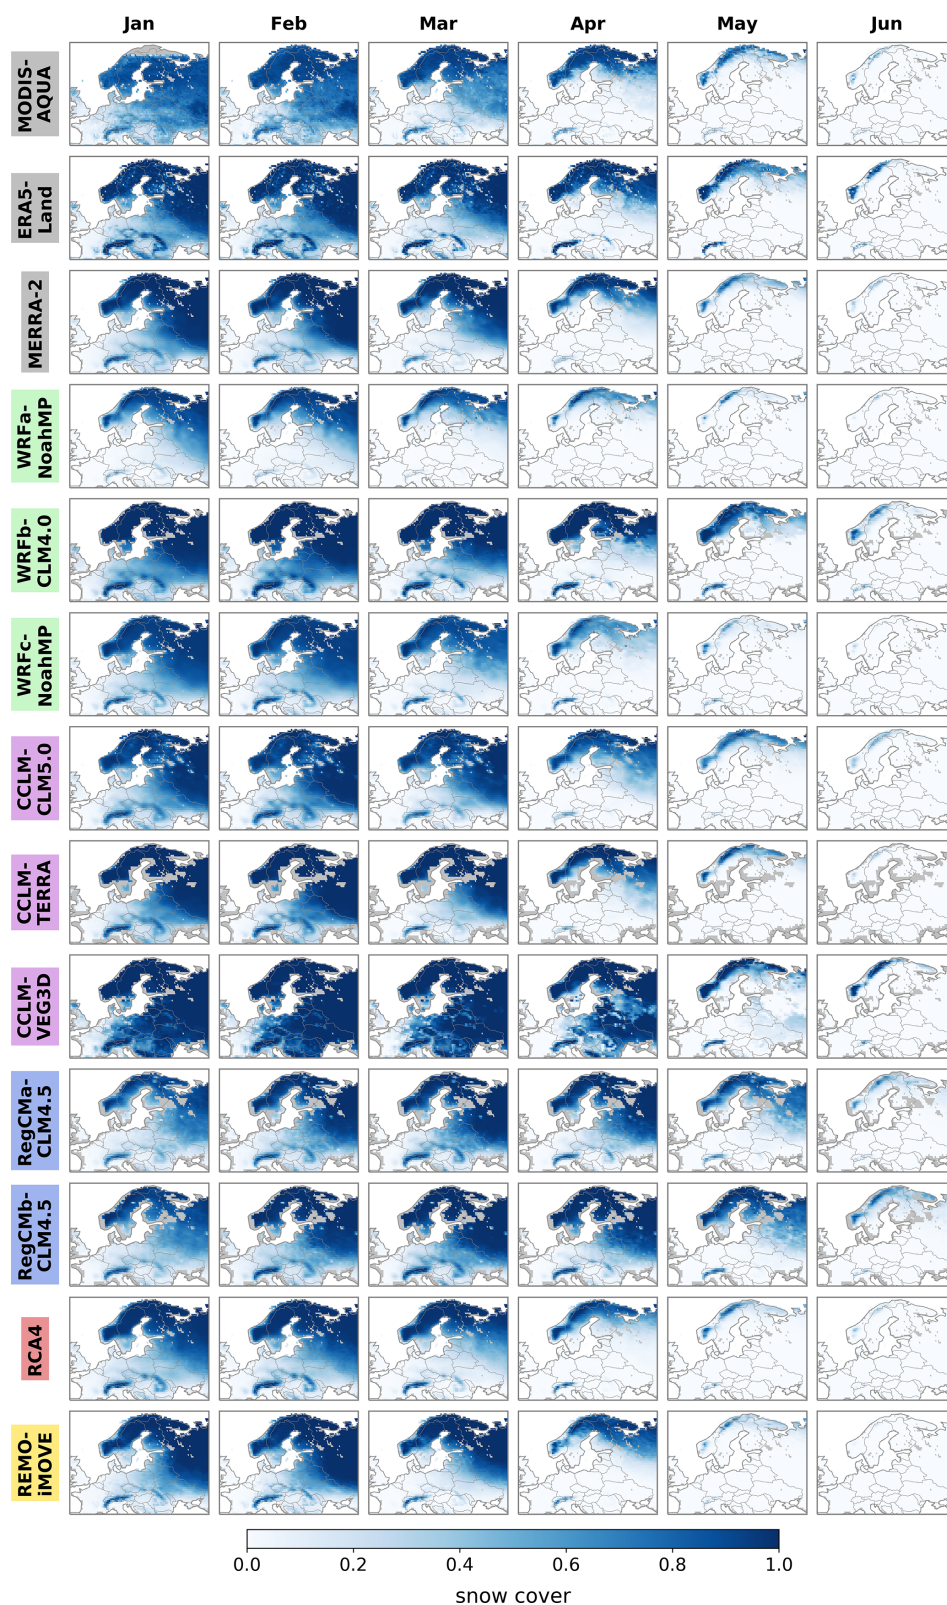 Jan Feb Mar Apr May Jun
MODIS-
AQUA
ERA5-
Land
MERRA-2
WRFa-
NoahMP
WRFb-
CLM4.0
WRFc-
NoahMP
CCLM-
CLM5.0
CCLM-
TERRA
CCLM-
VEG3D
RegCMa-
CLM4.5
RegCMb-
CLM4.5
RCA4
REMO-
iMOVE
0.0 0.2 0.4 0.6 0.8 1.0
snow cover